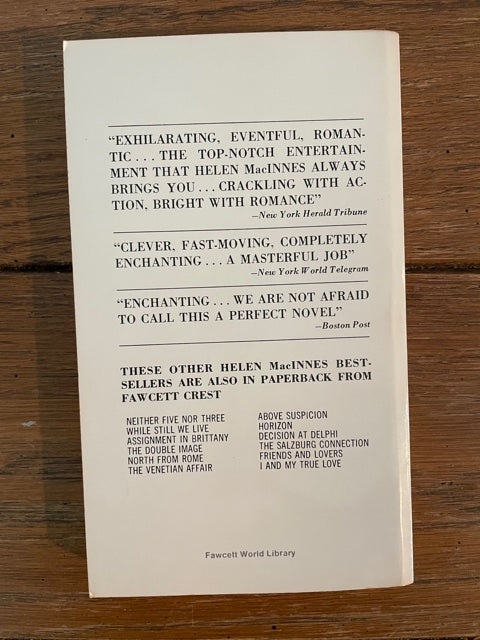 “EXHILARATING, EVENTFUL, ROMAN-
TIC . . . THE TOP-NOTCH ENTERTAIN-
MENT THAT HELEN MacINNES ALWAYS
BRINGS YOU . . . CRACKLING WITH AC-
TION, BRIGHT WITH ROMANCE”
—New York Herald Tribune
“CLEVER, FAST-MOVING, COMPLETELY
ENCHANTING . . . A MASTERFUL JOB”
—New York World Telegram
“ENCHANTING . . . WE ARE NOT AFRAID
TO CALL THIS A PERFECT NOVEL”
—Boston Post
THESE OTHER HELEN MacINNES BEST-
SELLERS ARE ALSO IN PAPERBACK FROM
FAWCETT CREST
NEITHER FIVE NOR THREE
WHILE STILL WE LIVE
ASSIGNMENT IN BRITTANY
THE DOUBLE IMAGE
NORTH FROM ROME
THE VENETIAN AFFAIR
ABOVE SUSPICION
HORIZON
DECISION AT DELPHI
THE SALZBURG CONNECTION
FRIENDS AND LOVERS
I AND MY TRUE LOVE
Fawcett World Library